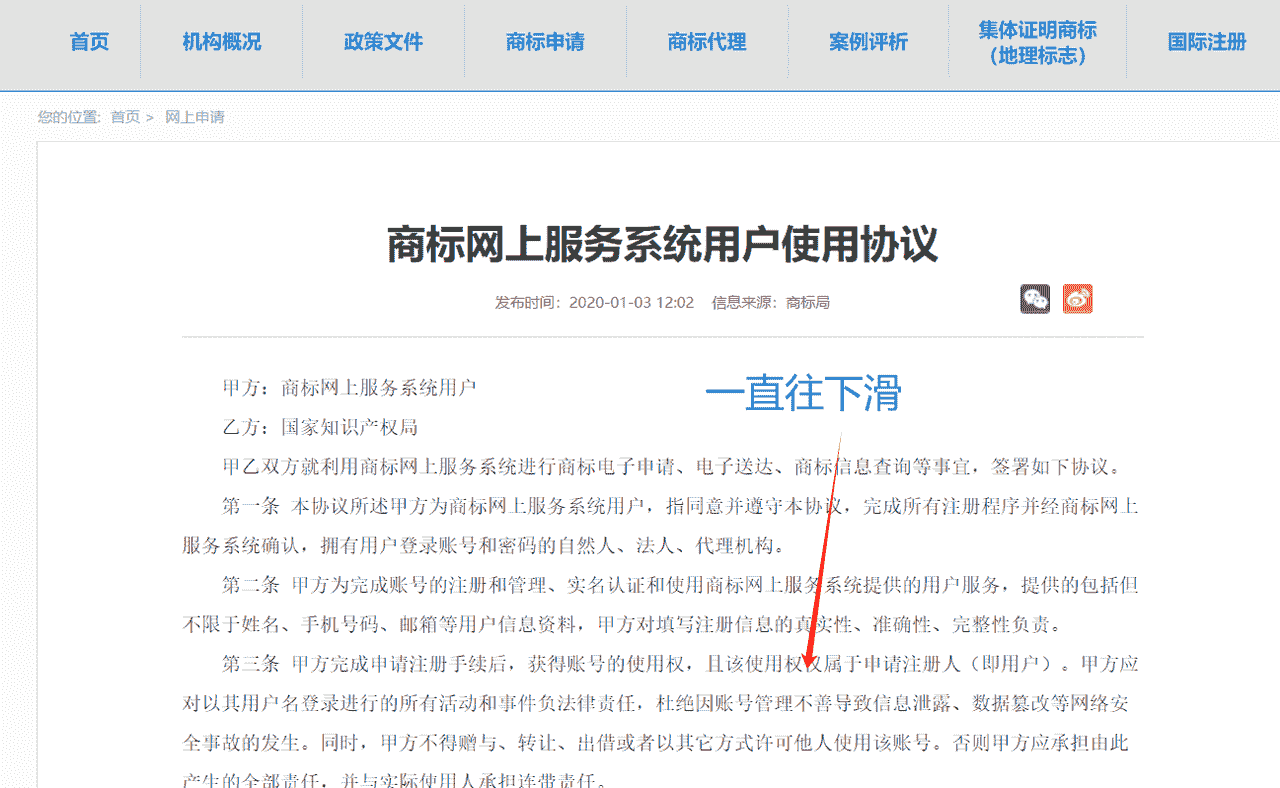 首页 机构概况 政策文件 商标申请 商标代理 案例评析 集体证明商标 国际注册
（地理标志）
您的位置: 首页 > 网上申请
商标网上服务系统用户使用协议
发布时间：2020-01-03 12:02 信息来源：商标局
甲方：商标网上服务系统用户
一直往下滑
乙方：国家知识产权局
甲乙双方就利用商标网上服务系统进行商标电子申请、电子送达、商标信息查询等事宜，签署如下协议。
第一条 本协议所述甲方为商标网上服务系统用户，指同意并遵守本协议，完成所有注册程序并经商标网上
服务系统确认，拥有用户登录账号和密码的自然人、法人、代理机构。
第二条 甲方为完成账号的注册和管理、实名认证和使用商标网上服务系统提供的用户服务，提供的包括但
不限于姓名、手机号码、邮箱等用户信息资料，甲方对填写注册信息的真实性、准确性、完整性负责。
第三条 甲方完成申请注册手续后，获得账号的使用权，且该使用权仅属于申请注册人（即用户）。甲方应
对以其用户名登录进行的所有活动和事件负法律责任，杜绝因账号管理不善导致信息泄露、数据篡改等网络安
全事故的发生。同时，甲方不得赠与、转让、出借或者以其它方式许可他人使用该账号。否则甲方应承担由此
产生的全部责任，并与实际使用人承担连带责任。